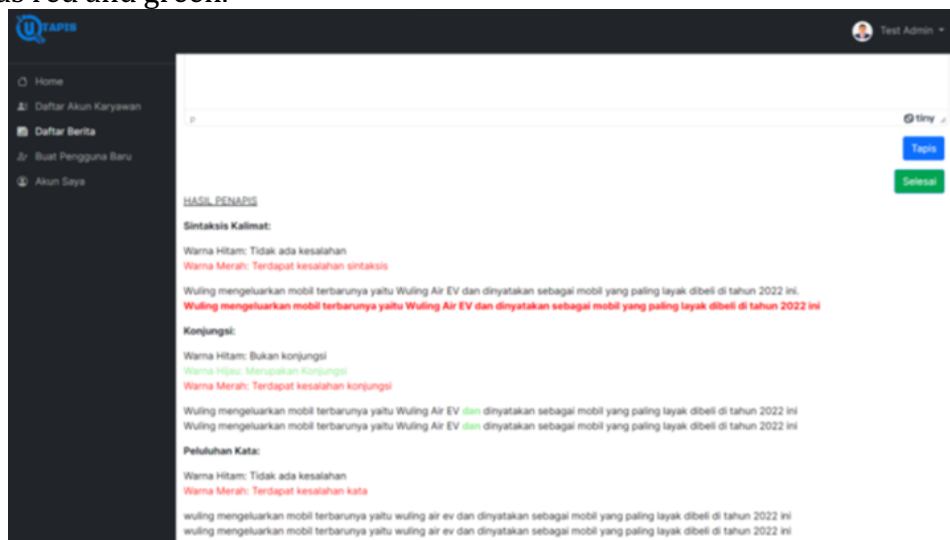 as red and green.
UTAPIS
Test Admin
Home
Daftar Akun Karyawan
Daftar Berita
Buat Pengguna Baru
Akun Saya
p
tiny
Tapis
Selesai
HASIL PENAPIS
Sintaksis Kalimat:
Warna Hitam: Tidak ada kesalahan
Warna Merah: Terdapat kesalahan sintaksis
Wuling mengeluarkan mobil terbarunya yaitu Wuling Air EV dan dinyatakan sebagai mobil yang paling layak dibeli di tahun 2022 ini.
Wuling mengeluarkan mobil terbarunya yaitu Wuling Air EV dan dinyatakan sebagai mobil yang paling layak dibeli di tahun 2022 ini
Konjungsi:
Warna Hitam: Bukan konjungsi
Warna Hijau: Merupakan Konjungsi
Warna Merah: Terdapat kesalahan konjungsi
Wuling mengeluarkan mobil terbarunya yaitu Wuling Air EV dan dinyatakan sebagai mobil yang paling layak dibeli di tahun 2022 ini
Wuling mengeluarkan mobil terbarunya yaitu Wuling Air EV dan dinyatakan sebagai mobil yang paling layak dibeli di tahun 2022 ini
Peluluhan Kata:
Warna Hitam: Tidak ada kesalahan
Warna Merah: Terdapat kesalahan kata
wuling mengeluarkan mobil terbarunya yaitu wuling air ev dan dinyatakan sebagai mobil yang paling layak dibeli di tahun 2022 ini
wuling mengeluarkan mobil terbarunya yaitu wuling air ev dan dinyatakan sebagai mobil yang paling layak dibeli di tahun 2022 ini